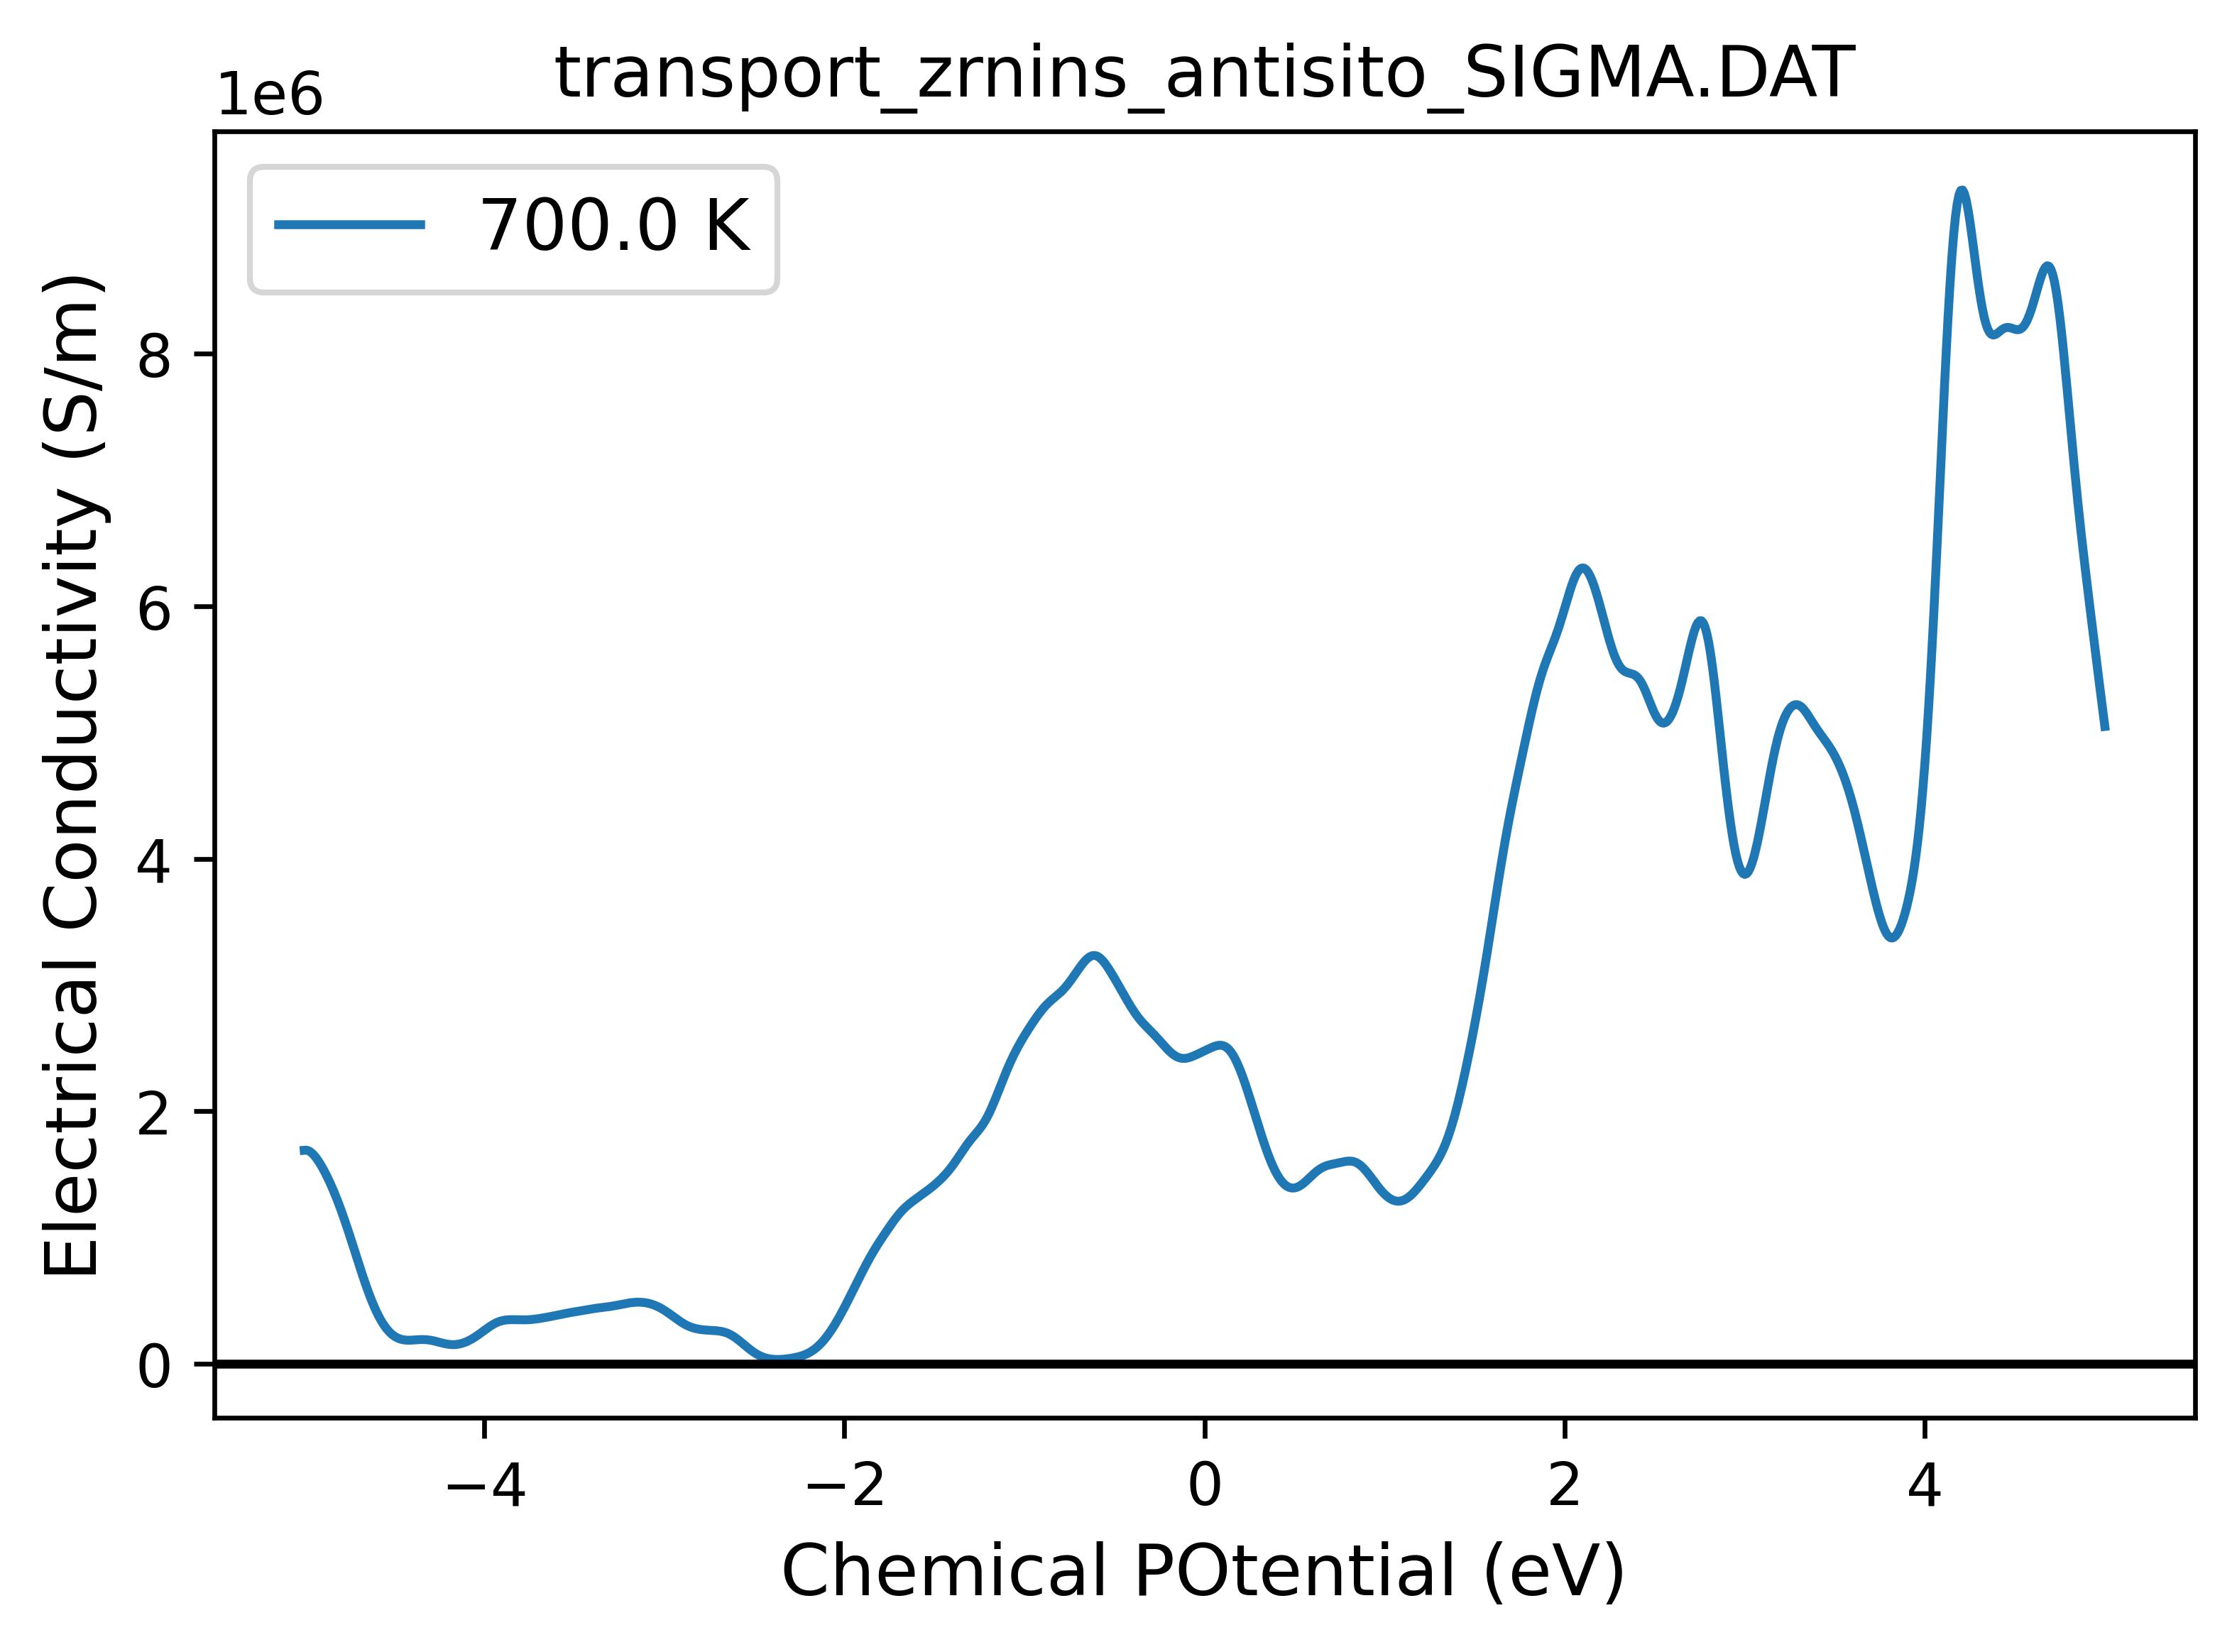 transport_zrnins_antisito_SIGMA.DAT
1e6
700.0 K
Electrical Conductivity (S/m)
8
6
4
2
0
−4 −2 0 2 4
Chemical POtential (eV)